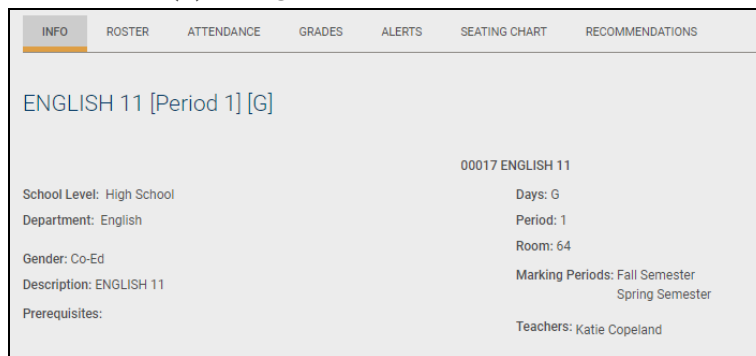 INFO ROSTER ATTENDANCE GRADES ALERTS SEATING CHART RECOMMENDATIONS
ENGLISH 11 [Period 1] [G]
00017 ENGLISH 11
School Level: High School
Department: English
Gender: Co-Ed
Description: ENGLISH 11
Prerequisites:
Days: G
Period: 1
Room: 64
Marking Periods: Fall Semester
Spring Semester
Teachers: Katie Copeland